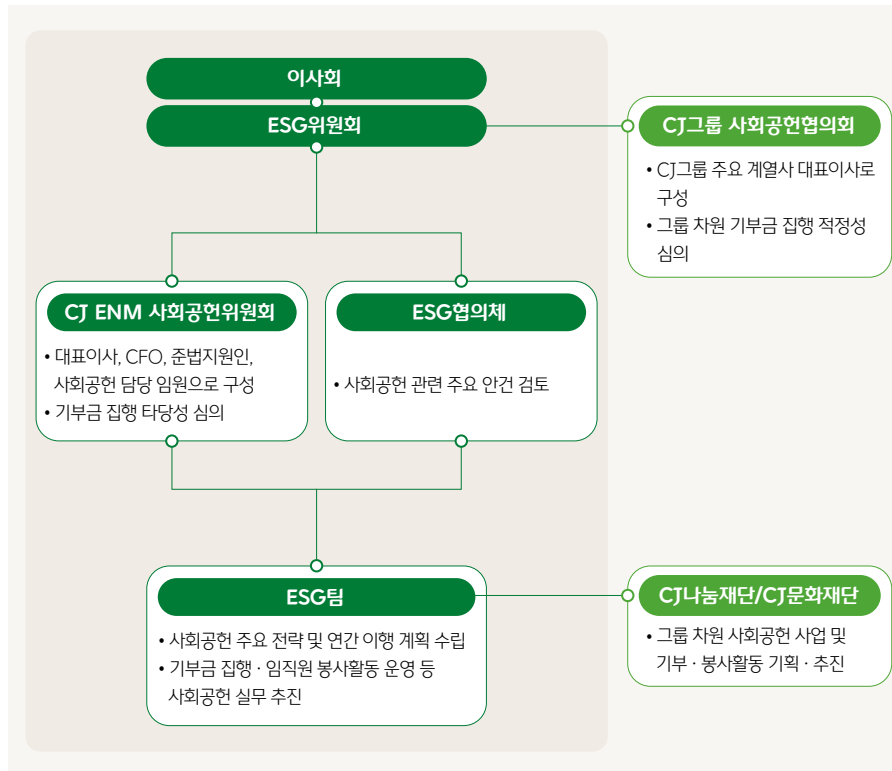 이사회
ESG위원회
CJ그룹 사회공헌협의회
• CJ그룹 주요 계열사 대표이사로
구성
• 그룹 차원 기부금 집행 적정성
심의
CJ ENM 사회공헌위원회
• 대표이사, CFO, 준법지원인,
사회공헌 담당 임원으로 구성
• 기부금 집행 타당성 심의
ESG협의체
• 사회공헌 관련 주요 안건 검토
ESG팀
• 사회공헌 주요 전략 및 연간 이행 계획 수립
• 기부금 집행 · 임직원 봉사활동 운영 등
사회공헌 실무 추진
CJ나눔재단/CJ문화재단
• 그룹 차원 사회공헌 사업 및
기부 · 봉사활동 기획 · 추진